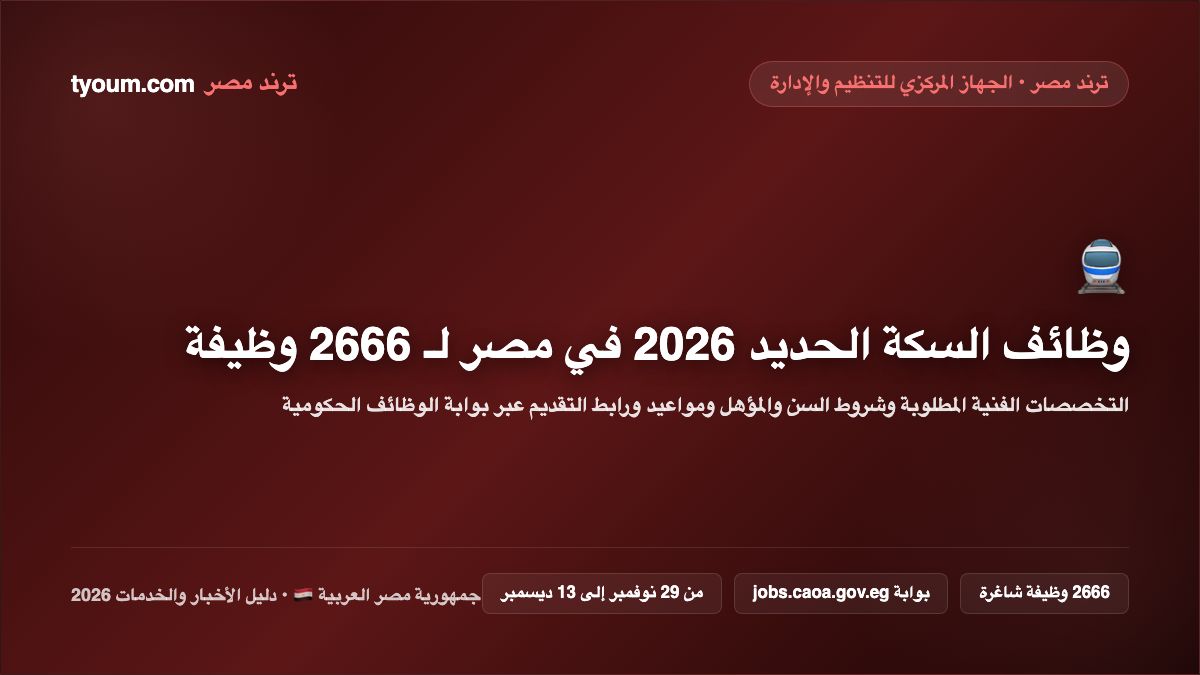 ترند مصر • الجهاز المركزي للتنظيم والإدارة
ترند مصر tyoum.com
وظائف السكة الحديد 2026 في مصر لـ 2666 وظيفة
التخصصات الفنية المطلوبة وشروط السن والمؤهل ومواعيد ورابط التقديم عبر بوابة الوظائف الحكومية
2666 وظيفة شاغرة
بوابة jobs.caoa.gov.eg
من 29 نوفمبر إلى 13 ديسمبر
جمهورية مصر العربية 🇪🇬 • دليل الأخبار والخدمات 2026